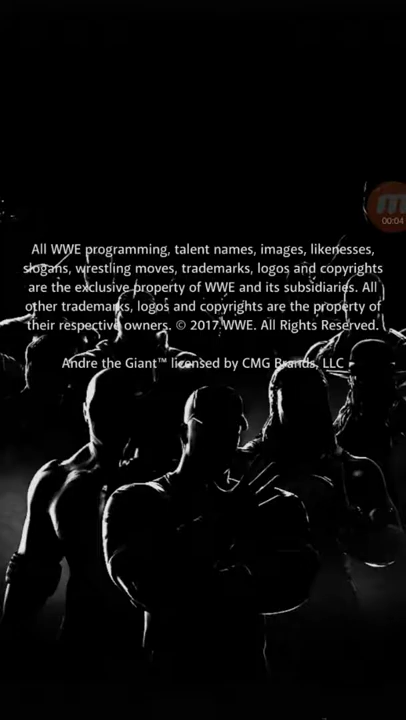 00:04
All WWE programming, talent names, images, likenesses,
slogans, wrestling moves, trademarks, logos and copyrights
are the exclusive property of WWE and its subsidiaries. All
other trademarks, logos and copyrights are the property of
their respective owners. © 2017 WWE. All Rights Reserved.
Andre the Giant™ licensed by CMG Brands, LLC